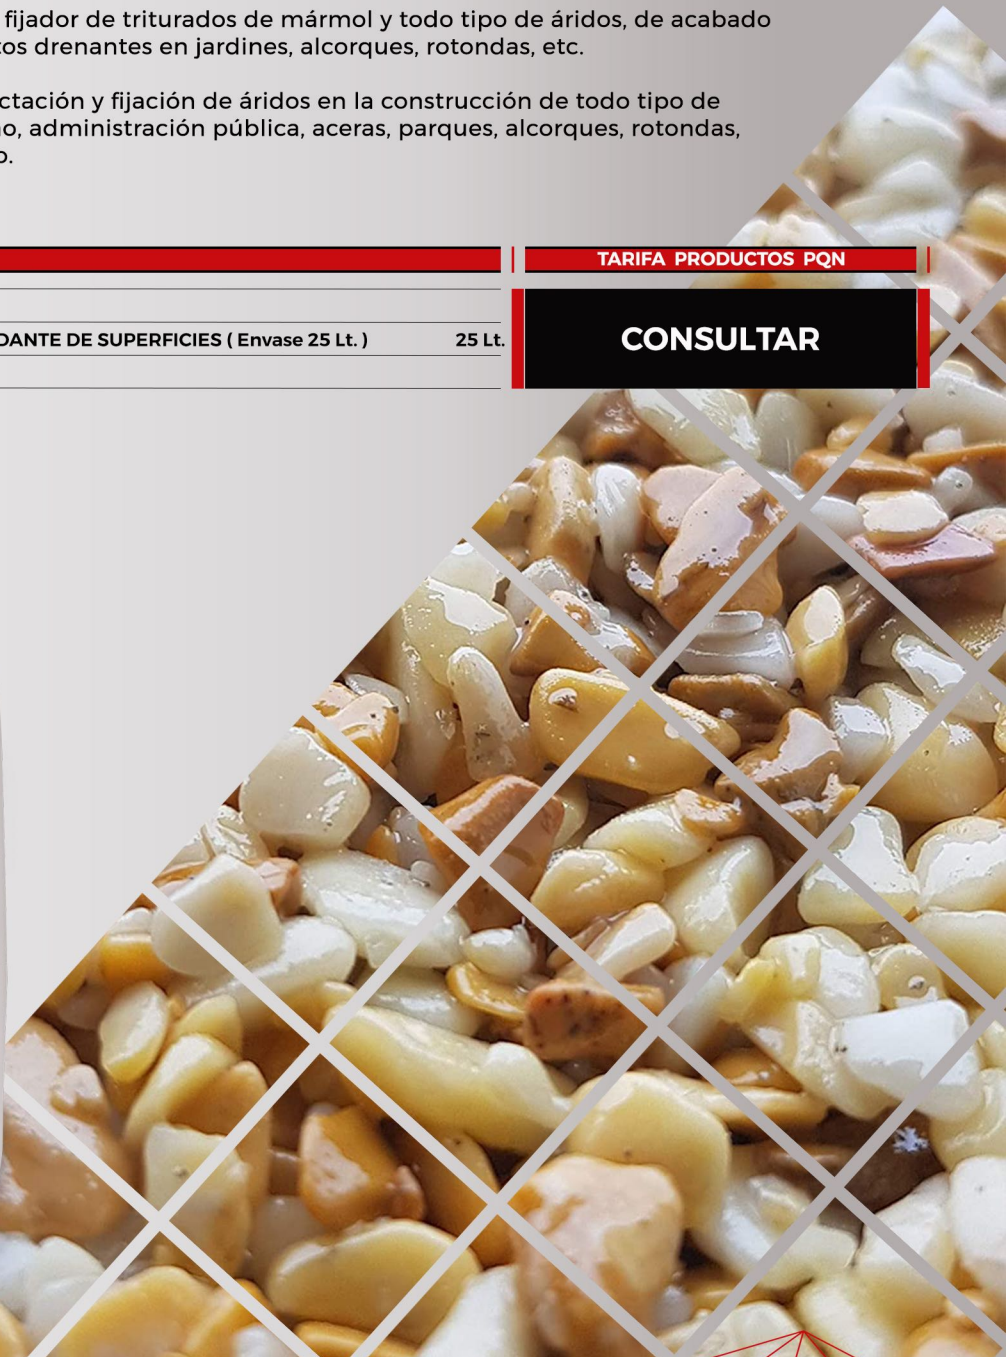 fijador de triturados de mármol y todo tipo de áridos, de acabado
tos drenantes en jardines, alcorques, rotondas, etc.
ctación y fijación de áridos en la construcción de todo tipo de
o, administración pública, aceras, parques, alcorques, rotondas,
o.
TARIFA PRODUCTOS PQN
DANTE DE SUPERFICIES ( Envase 25 Lt. ) 25 Lt.
CONSULTAR